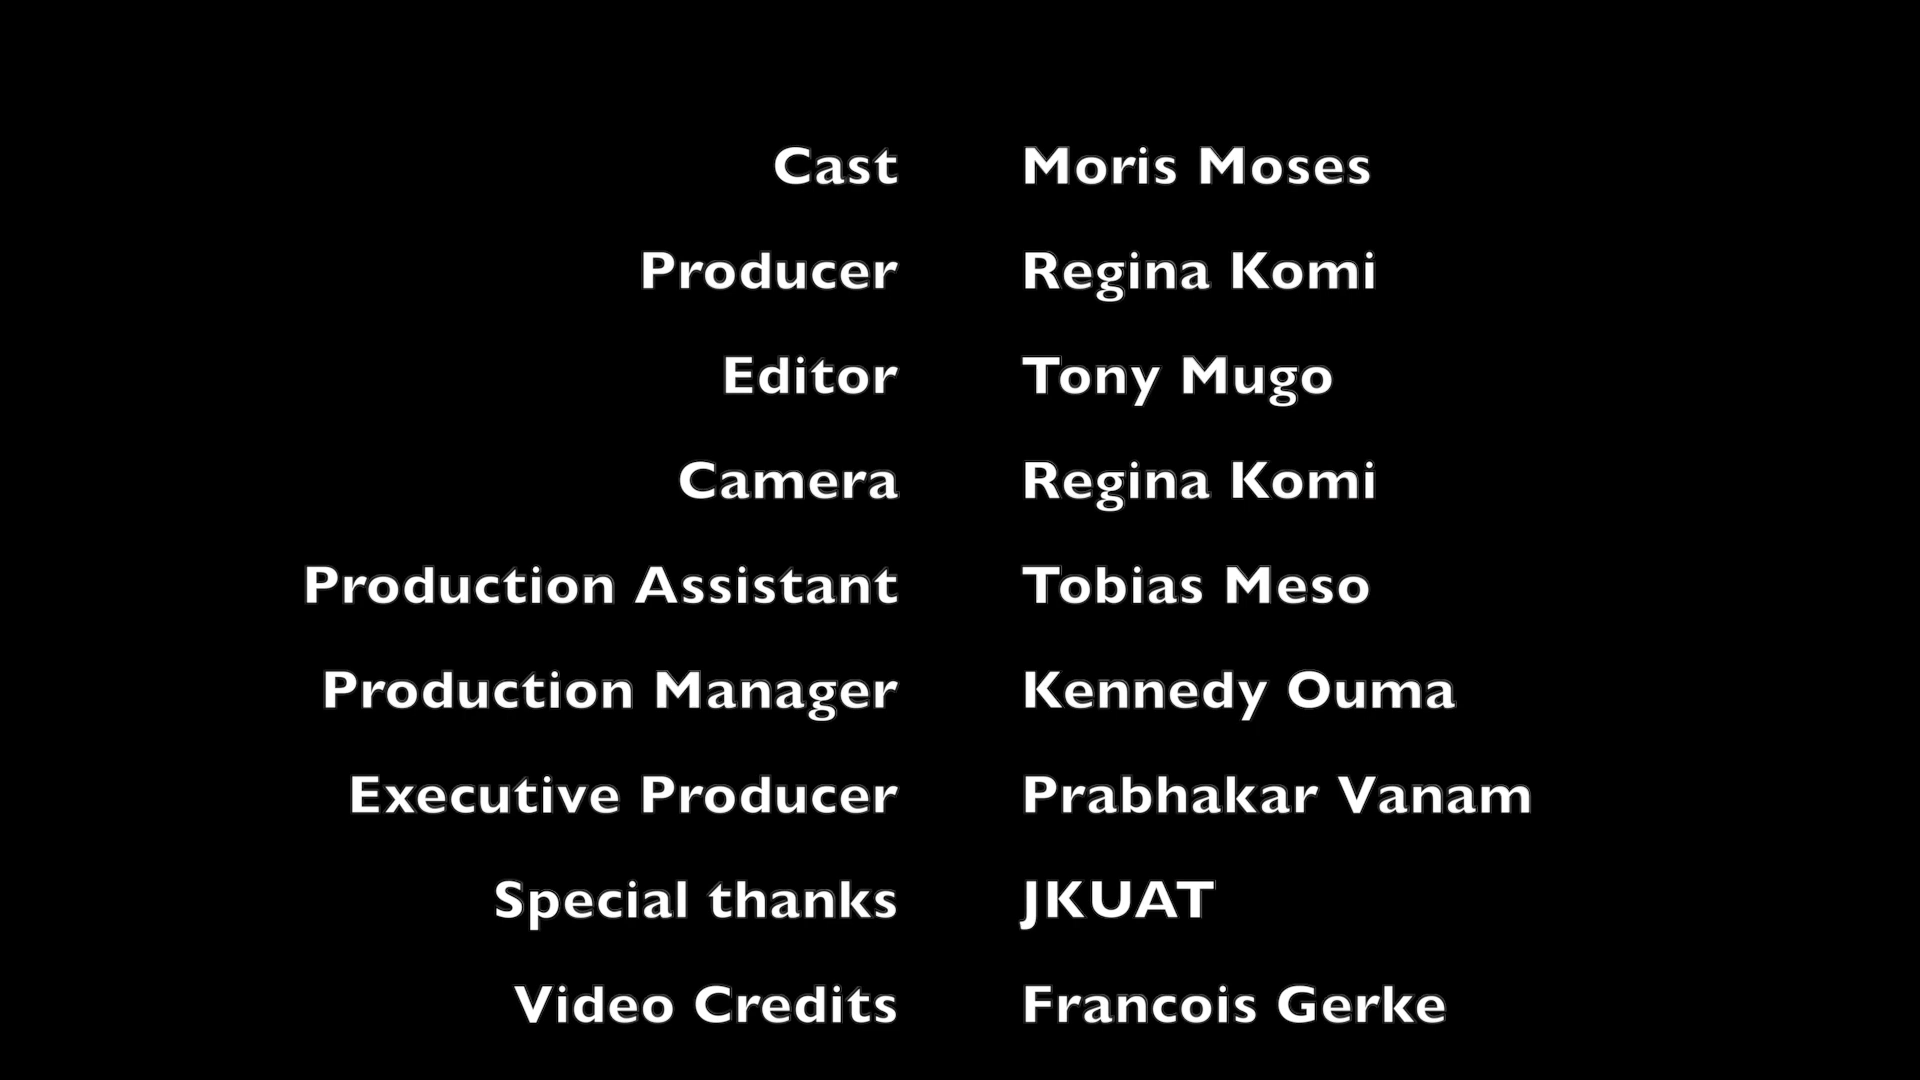 Cast Moris Moses
Producer Regina Komi
Editor Tony Mugo
Camera Regina Komi
Production Assistant Tobias Meso
Production Manager Kennedy Ouma
Executive Producer Prabhakar Vanam
Special thanks JKUAT
Video Credits Francois Gerke